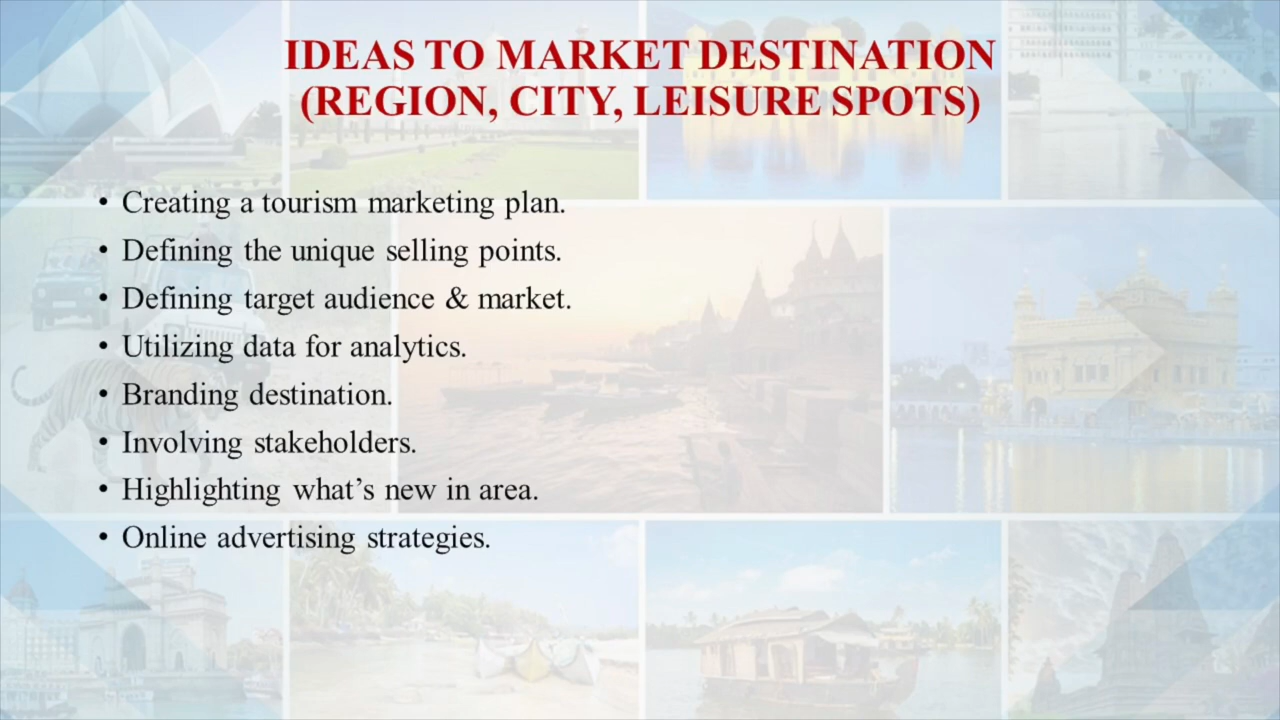 IDEAS TO MARKET DESTINATION
(REGION, CITY, LEISURE SPOTS)
• Creating a tourism marketing plan.
• Defining the unique selling points.
• Defining target audience & market.
• Utilizing data for analytics.
• Branding destination.
• Involving stakeholders.
• Highlighting what’s new in area.
• Online advertising strategies.